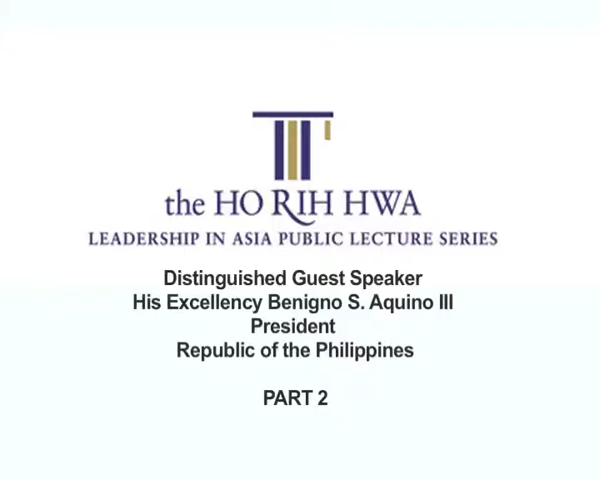 the HO RIH HWA
LEADERSHIP IN ASIA PUBLIC LECTURE SERIES
Distinguished Guest Speaker
His Excellency Benigno S. Aquino III
President
Republic of the Philippines
PART 2